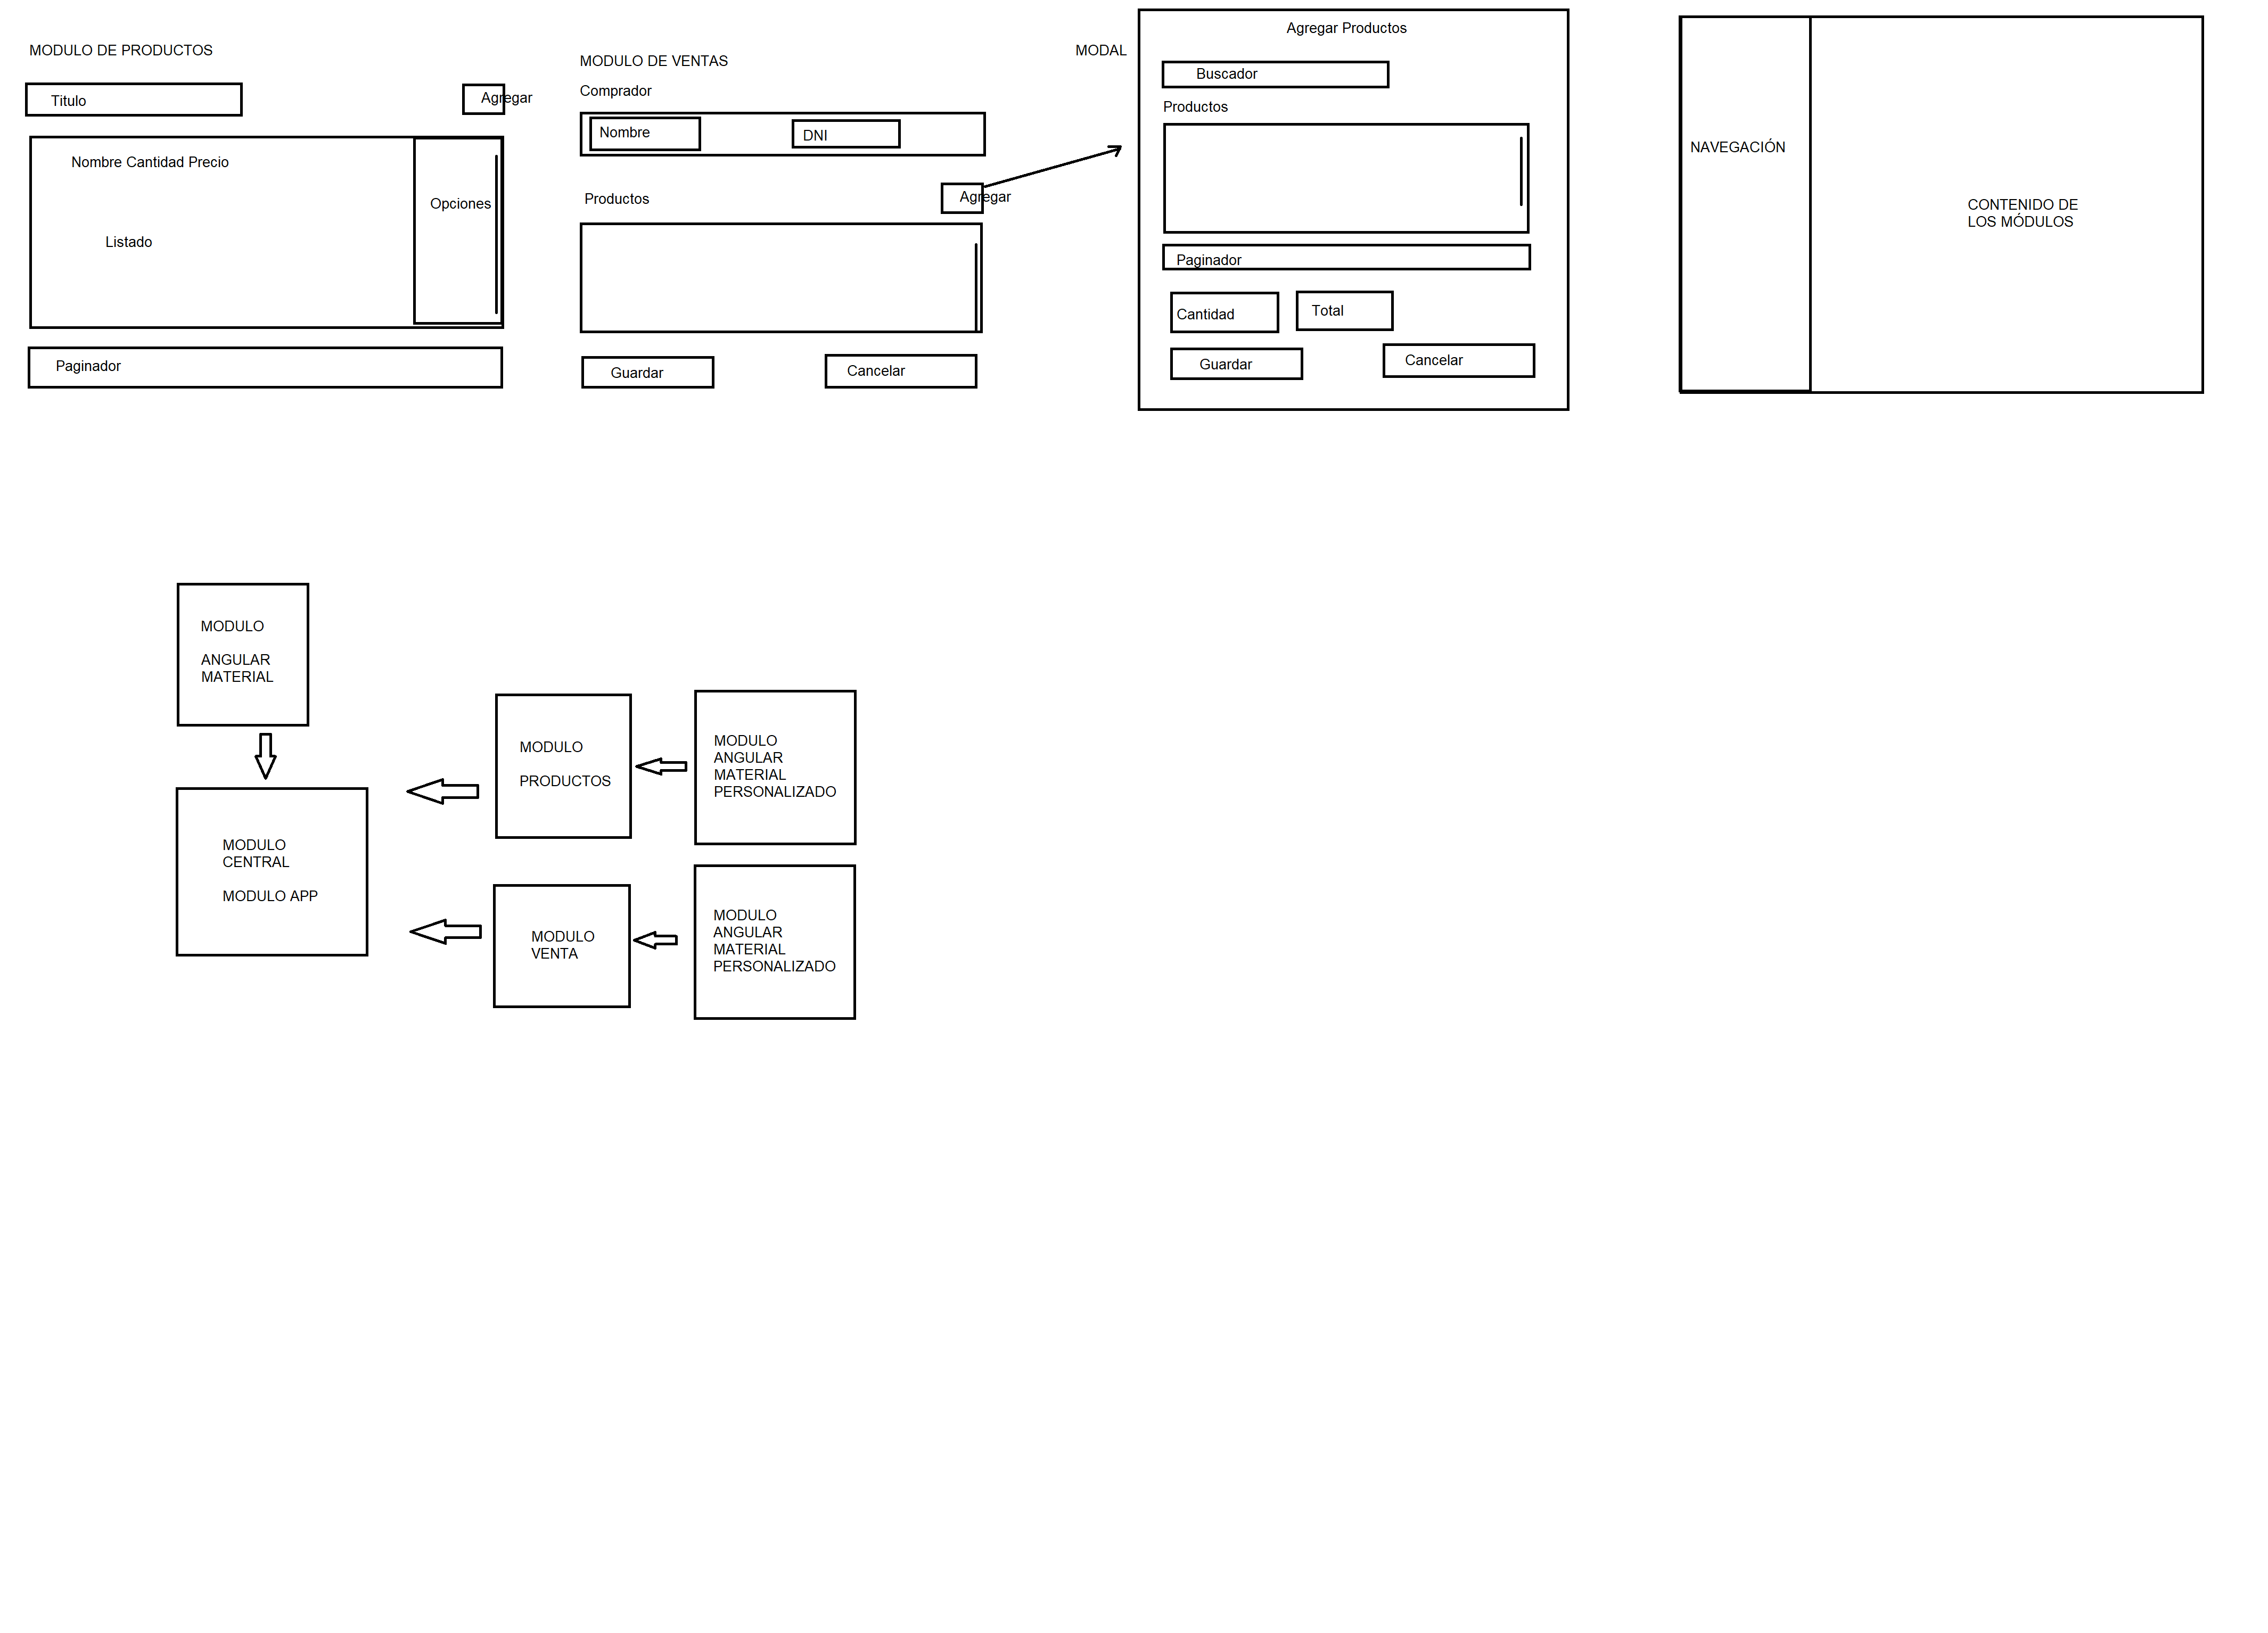 MODULO DE PRODUCTOS
Titulo
Agregar
Nombre Cantidad Precio
Opciones
Listado
Paginador
MODULO DE VENTAS
Comprador
Nombre
DNI
Productos
Agregar
Guardar
Cancelar
MODAL
Agregar Productos
Buscador
Productos
Paginador
Cantidad
Total
Guardar
Cancelar
NAVEGACIÓN
CONTENIDO DE
LOS MÓDULOS
MODULO
ANGULAR
MATERIAL
MODULO
CENTRAL
MODULO APP
MODULO
PRODUCTOS
MODULO
ANGULAR
MATERIAL
PERSONALIZADO
MODULO
VENTA
MODULO
ANGULAR
MATERIAL
PERSONALIZADO